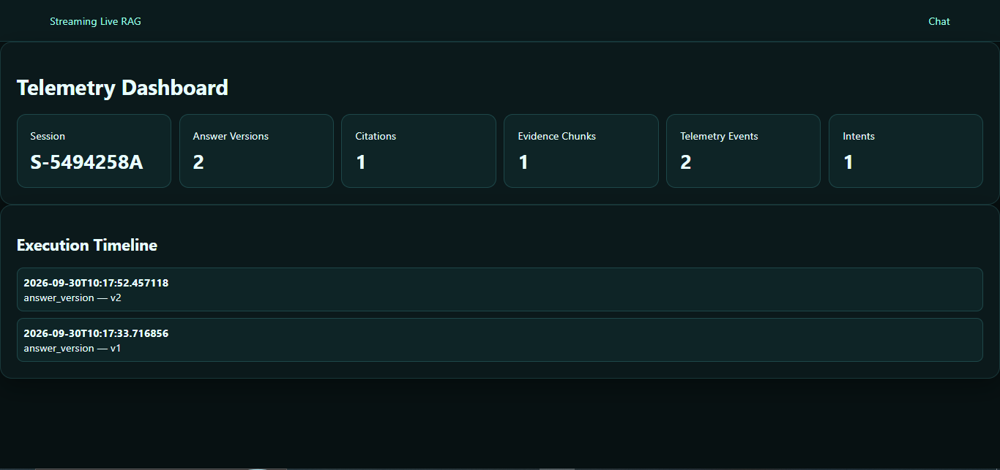 Streaming Live RAG
Chat
Telemetry Dashboard
Session
S-5494258A
Answer Versions
2
Citations
1
Evidence Chunks
1
Telemetry Events
2
Intents
1
Execution Timeline
2026-09-30T10:17:52.457118
answer_version — v2
2026-09-30T10:17:33.716856
answer_version — v1